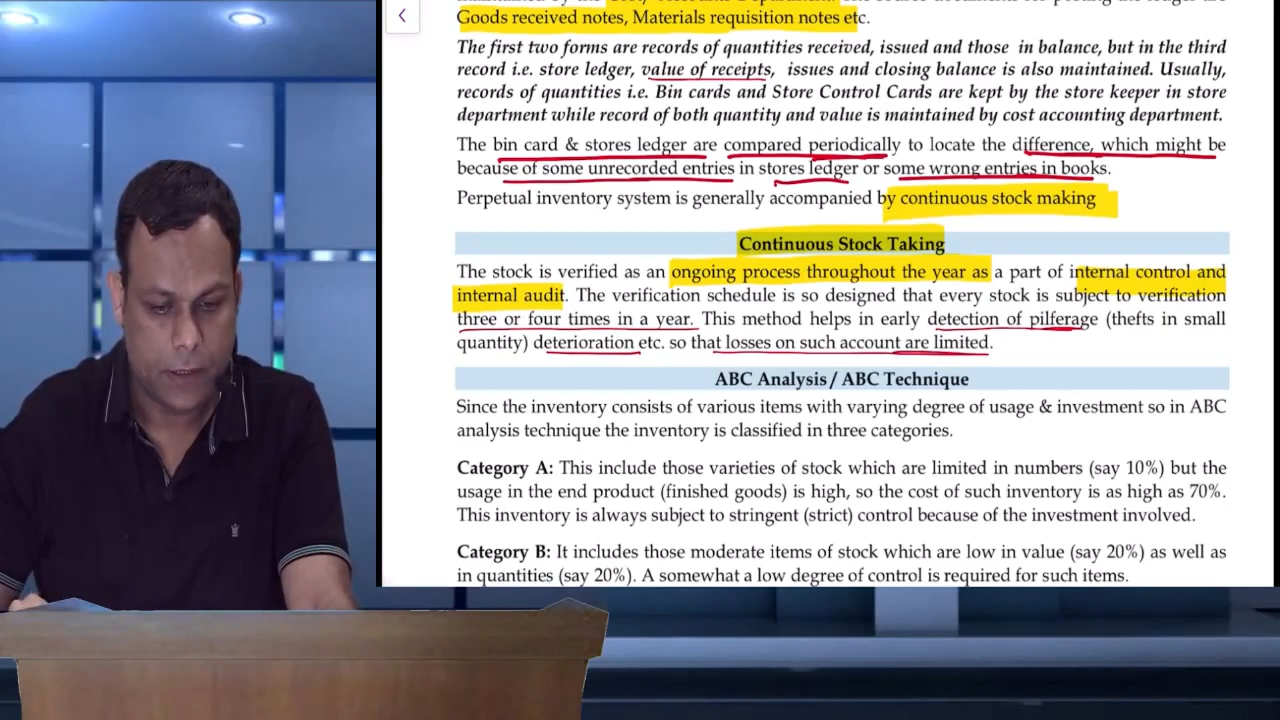 Goods received notes, Materials requisition notes etc.
The first two forms are records of quantities received, issued and those in balance, but in the third
record i.e. store ledger, value of receipts, issues and closing balance is also maintained. Usually,
records of quantities i.e. Bin cards and Store Control Cards are kept by the store keeper in store
department while record of both quantity and value is maintained by cost accounting department.
The bin card & stores ledger are compared periodically to locate the difference, which might be
because of some unrecorded entries in stores ledger or some wrong entries in books.
Perpetual inventory system is generally accompanied by continuous stock making
Continuous Stock Taking
The stock is verified as an ongoing process throughout the year as a part of internal control and
internal audit. The verification schedule is so designed that every stock is subject to verification
three or four times in a year. This method helps in early detection of pilferage (thefts in small
quantity) deterioration etc. so that losses on such account are limited.
ABC Analysis / ABC Technique
Since the inventory consists of various items with varying degree of usage & investment so in ABC
analysis technique the inventory is classified in three categories.
Category A: This include those varieties of stock which are limited in numbers (say 10%) but the
usage in the end product (finished goods) is high, so the cost of such inventory is as high as 70%.
This inventory is always subject to stringent (strict) control because of the investment involved.
Category B: It includes those moderate items of stock which are low in value (say 20%) as well as
in quantities (say 20%). A somewhat a low degree of control is required for such items.